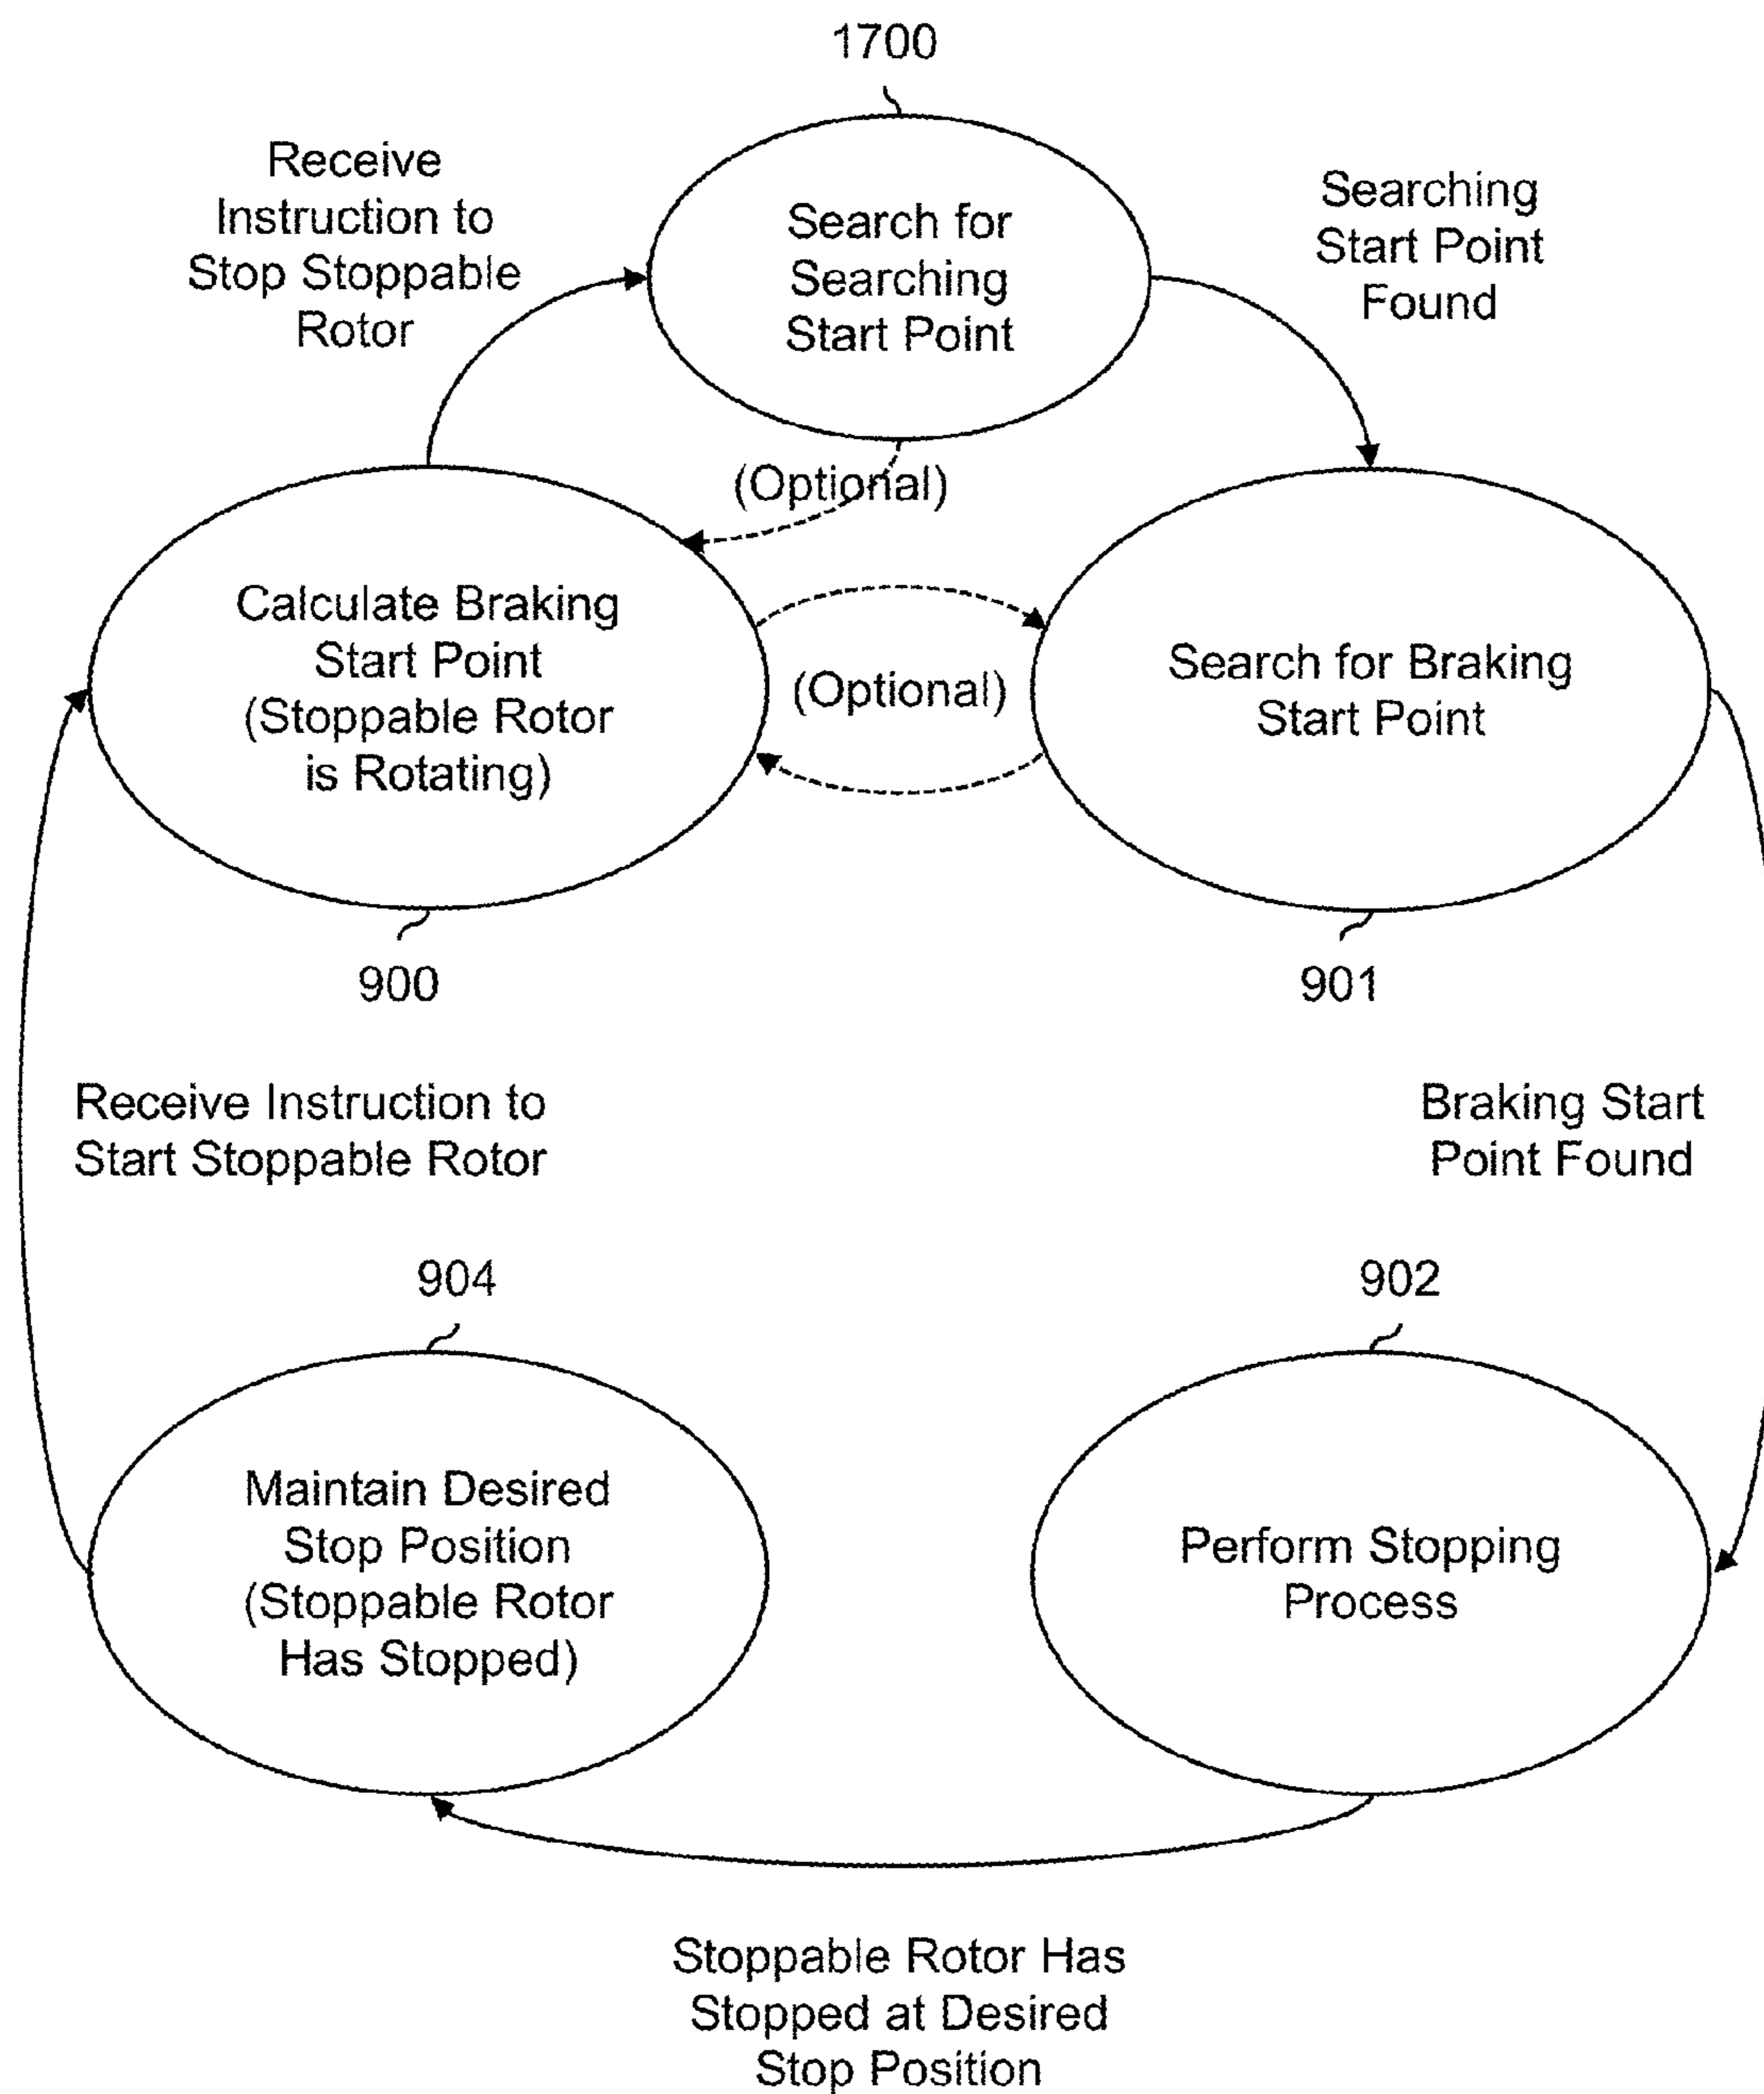 1700
Receive
Instruction to
Stop Stoppable
Rotor
Search for
Searching
Start Point
Searching
Start Point
Found
(Optional)
Calculate Braking
Start Point
(Stoppable Rotor
is Rotating)
(Optional)
Search for Braking
Start Point
900
901
Receive Instruction to
Start Stoppable Rotor
Braking Start
Point Found
904
902
Maintain Desired
Stop Position
(Stoppable Rotor
Has Stopped)
Perform Stopping
Process
Stoppable Rotor Has
Stopped at Desired
Stop Position